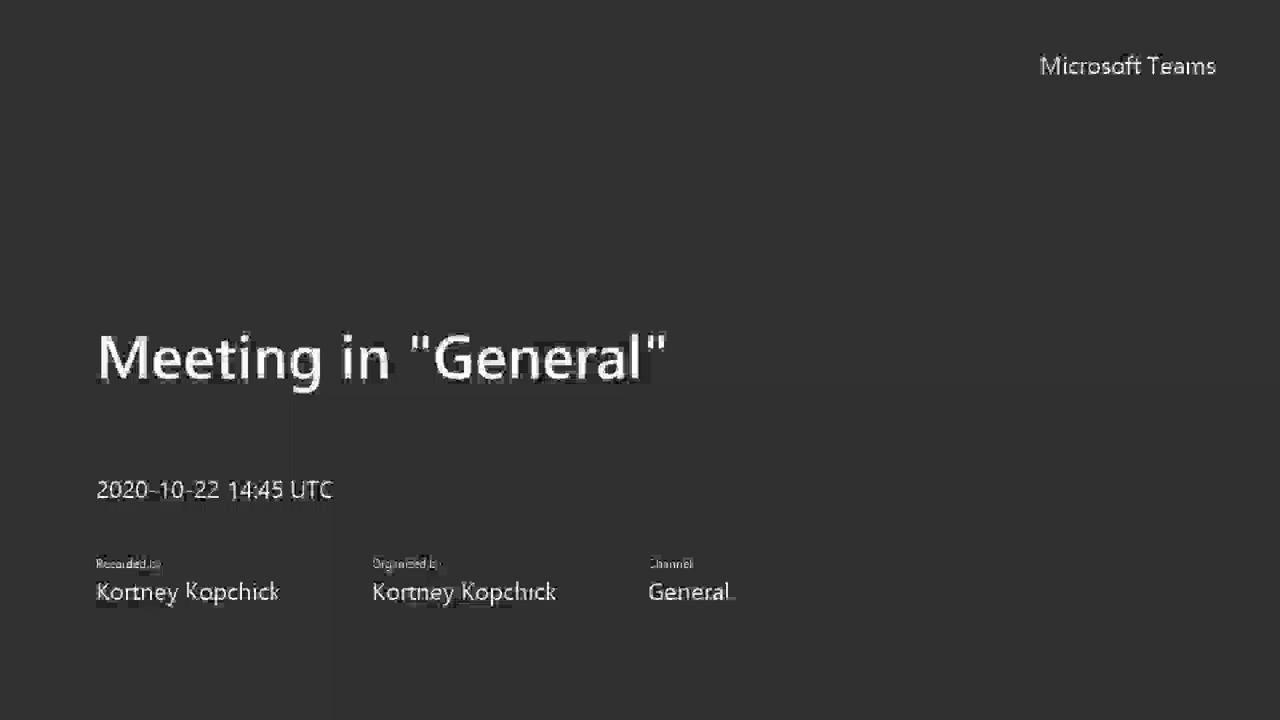 Microsoft Teams
Meeting in "General"
2020-10-22 14:45 UTC
Recorded by Organized by Channel
Kortney Kopchick Kortney Kopchick General